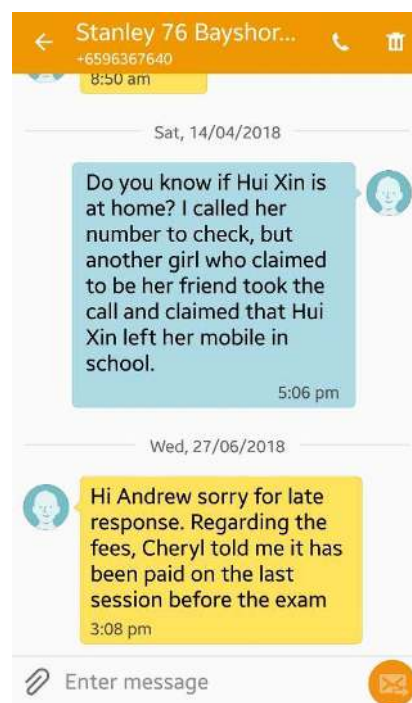 Stanley 76 Bayshor...
+6596367640
8:50 am
Sat, 14/04/2018
Do you know if Hui Xin is
at home? I called her
number to check, but
another girl who claimed
to be her friend took the
call and claimed that Hui
Xin left her mobile in
school.
5:06 pm
Wed, 27/06/2018
Hi Andrew sorry for late
response. Regarding the
fees, Cheryl told me it has
been paid on the last
session before the exam
3:08 pm
Enter message